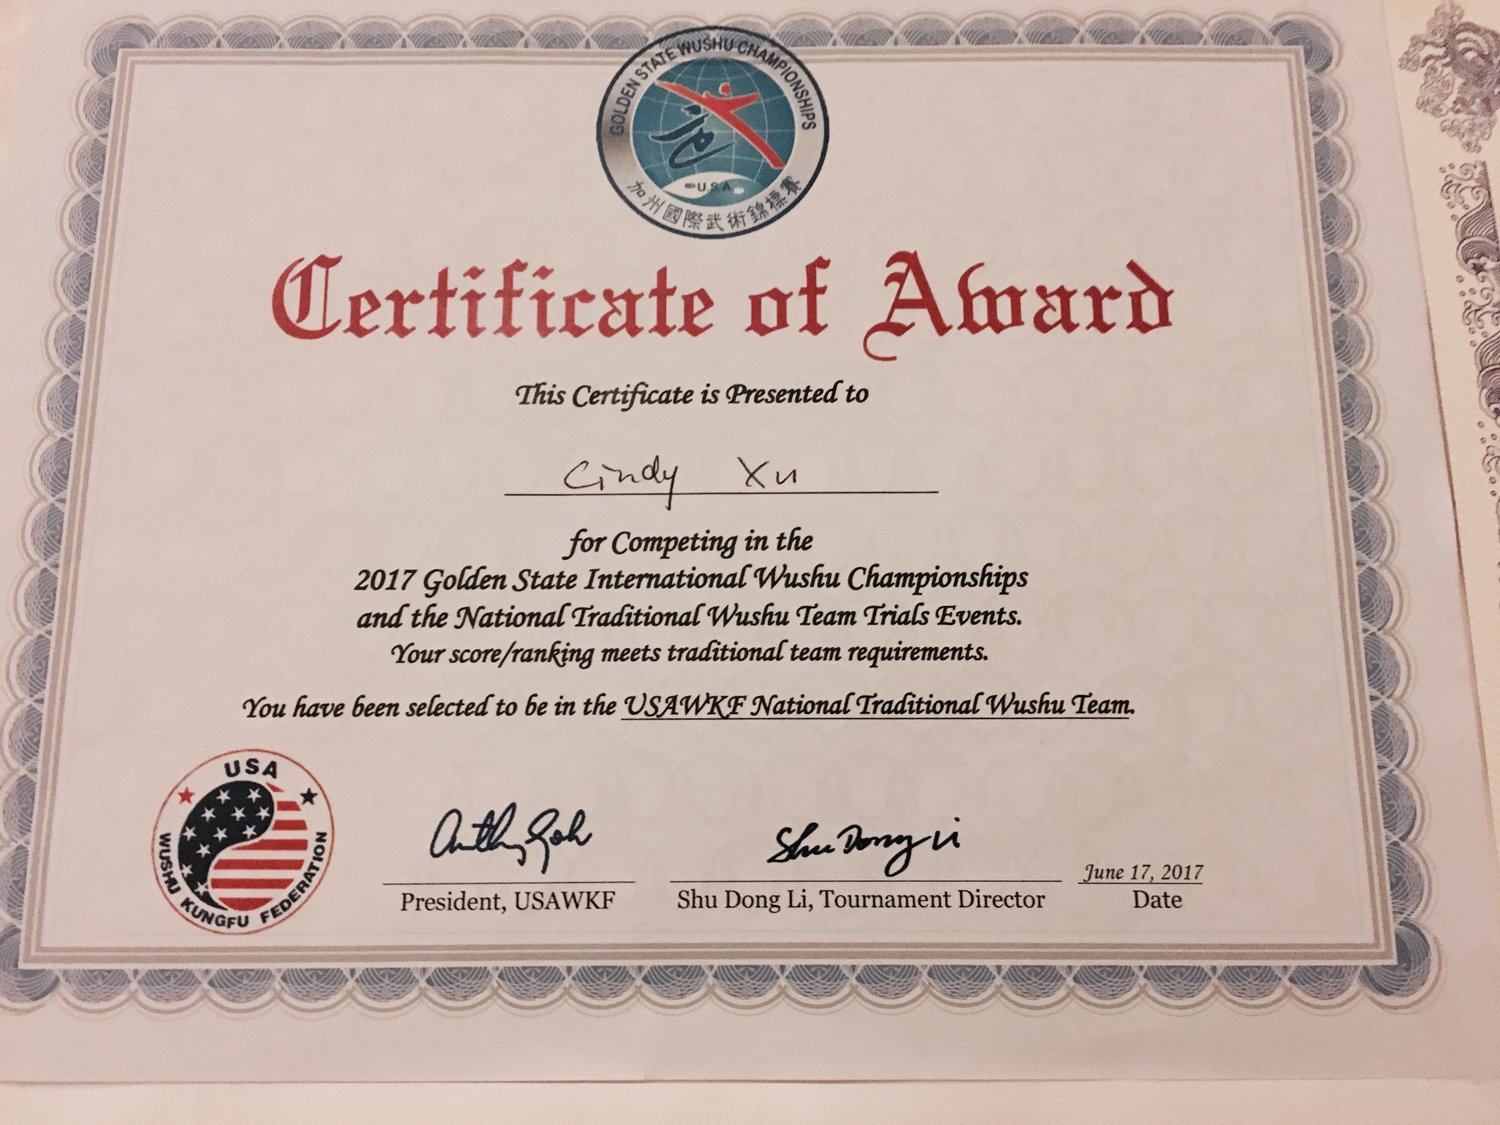 GOLDEN STATE WUSHU CHAMPIONSHIPS
U.S.A.
加州國際武術錦標賽
Certificate of Award
This Certificate is Presented to
Cindy Xu
for Competing in the
2017 Golden State International Wushu Championships
and the National Traditional Wushu Team Trials Events.
Your score/ranking meets traditional team requirements.
You have been selected to be in the USAWKF National Traditional Wushu Team.
USA
WUSHU KUNGFU FEDERATION
Anthony Goh
Shu Dong Li
June 17, 2017
President, USAWKF
Shu Dong Li, Tournament Director
Date